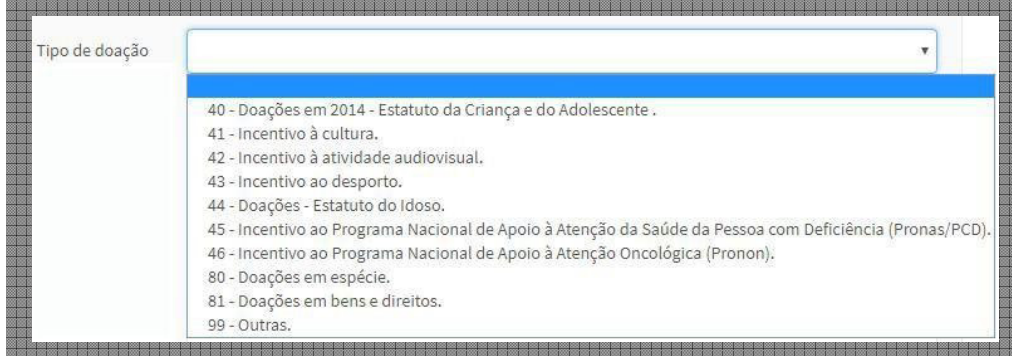 Tipo de doação
40 - Doações em 2014 - Estatuto da Criança e do Adolescente .
41 - Incentivo à cultura.
42 - Incentivo à atividade audiovisual.
43 - Incentivo ao desporto.
44 - Doações - Estatuto do Idoso.
45 - Incentivo ao Programa Nacional de Apoio à Atenção da Saúde da Pessoa com Deficiência (Pronas/PCD).
46 - Incentivo ao Programa Nacional de Apoio à Atenção Oncológica (Pronon).
80 - Doações em espécie.
81 - Doações em bens e direitos.
99 - Outras.